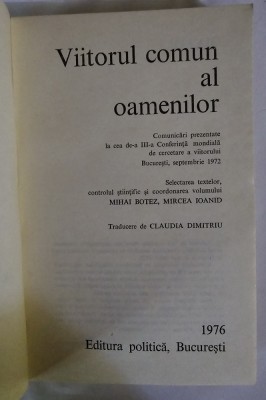 Viitorul comun
al
oamenilor
Comunicări prezentate
la cea de-a III-a Conferință mondială
de cercetare a viitorului
București, septembrie 1972
Selectarea textelor,
controlul științific și coordonarea volumului
MIHAI BOTEZ, MIRCEA IOANID
Traducere de CLAUDIA DIMITRIU
1976
Editura politică, București